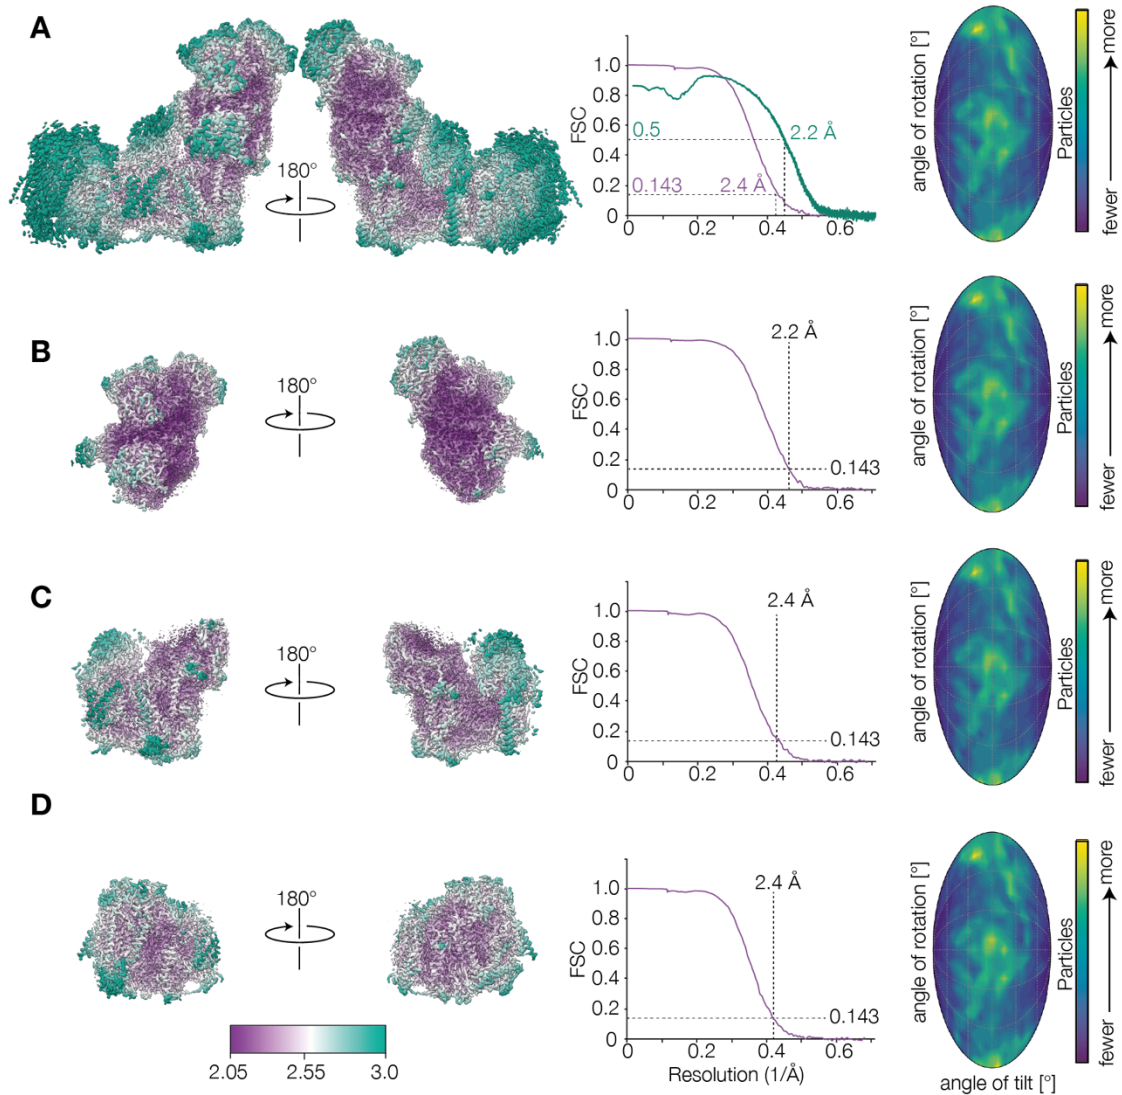 A
180°
FSC
1.0
0.8
0.6
0.4
0.2
0
0.5
2.2 Å
0.143
2.4 Å
0 0.2 0.4 0.6
angle of rotation [°]
Particles
fewer
more
B
180°
FSC
1.0
0.8
0.6
0.4
0.2
0
2.2 Å
0.143
0 0.2 0.4 0.6
angle of rotation [°]
Particles
fewer
more
C
180°
FSC
1.0
0.8
0.6
0.4
0.2
0
2.4 Å
0.143
0 0.2 0.4 0.6
angle of rotation [°]
Particles
fewer
more
D
180°
FSC
1.0
0.8
0.6
0.4
0.2
0
2.4 Å
0.143
0 0.2 0.4 0.6
Resolution (1/Å)
angle of rotation [°]
angle of tilt [°]
Particles
fewer
more
2.05 2.55 3.0